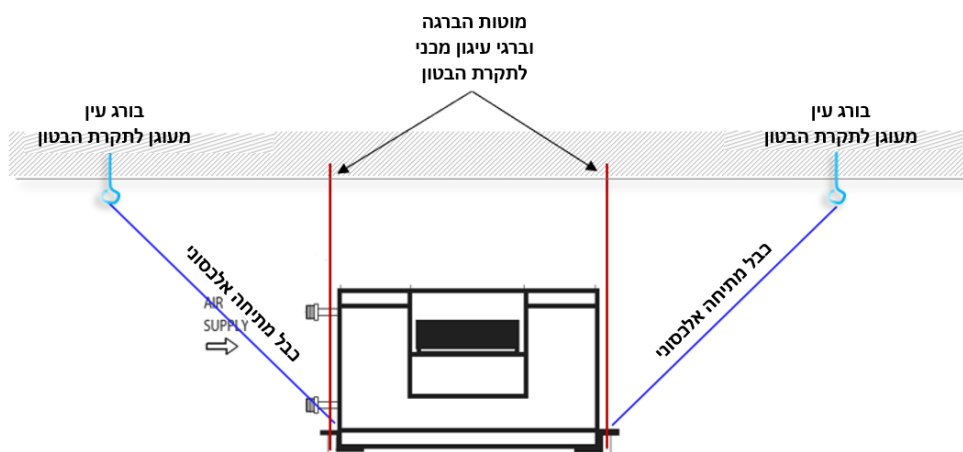 מוטות הברגה
וברגי עיגון מכני
לתקרת הבטון
בורג עין
מעוגן לתקרת הבטון
בורג עין
מעוגן לתקרת הבטון
כבל מתיחה אלכסוני
כבל מתיחה אלכסוני
AIR
SUPPLY